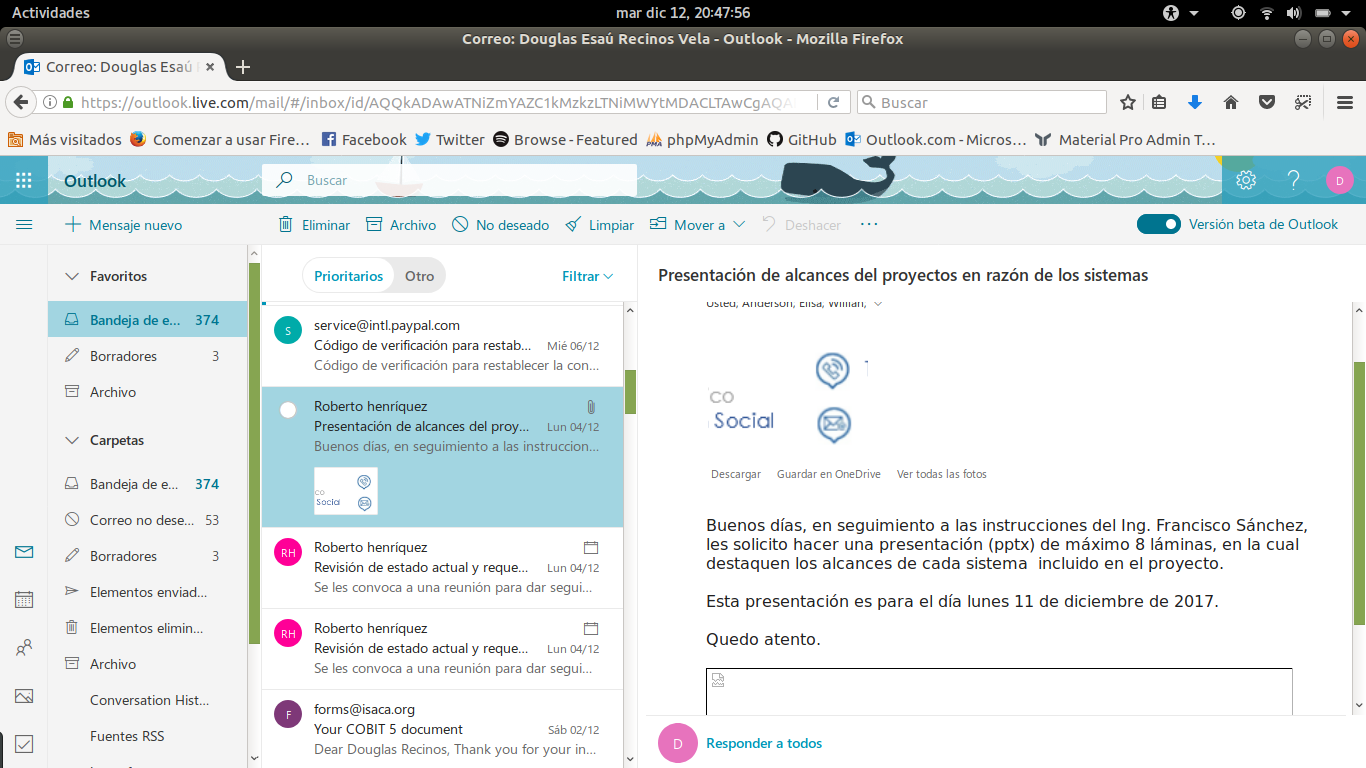 Actividades
mar dic 12, 20:47:56
Correo: Douglas Esaú Recinos Vela - Outlook - Mozilla Firefox
Correo: Douglas Esaú
https://outlook.live.com/mail/#/inbox/id/AQQkADAwATNiZmYAZC1kMzkzLTNiMWYtMDACLTAwCgAQA
Buscar
Más visitados
Comenzar a usar Fire...
Facebook
Twitter
Browse - Featured
phpMyAdmin
GitHub
Outlook.com - Micros...
Material Pro Admin T...
Outlook
Buscar
D
Mensaje nuevo
Eliminar
Archivo
No deseado
Limpiar
Mover a
Deshacer
Versión beta de Outlook
Favoritos
Bandeja de e... 374
Borradores 3
Archivo
Carpetas
Bandeja de e... 374
Correo no dese... 53
Borradores 3
Elementos enviad...
Elementos elimin...
Archivo
Conversation Hist...
Fuentes RSS
Prioritarios
Otro
Filtrar
S
service@intl.paypal.com
Código de verificación para restab... Mié 06/12
Código de verificación para restablecer la con...
Roberto henríquez
Presentación de alcances del proy... Lun 04/12
Buenos días, en seguimiento a las instruccion...
co
Social
RH
Roberto henríquez
Revisión de estado actual y reque... Lun 04/12
Se les convoca a una reunión para dar segui...
RH
Roberto henríquez
Revisión de estado actual y reque... Lun 04/12
Se les convoca a una reunión para dar segui...
F
forms@isaca.org
Your COBIT 5 document Sáb 02/12
Dear Douglas Recinos, Thank you for your in...
Presentación de alcances del proyectos en razón de los sistemas
Usted, Anderson, Elisa, Willian,
co
Social
Descargar
Guardar en OneDrive
Ver todas las fotos
Buenos días, en seguimiento a las instrucciones del Ing. Francisco Sánchez,
les solicito hacer una presentación (pptx) de máximo 8 láminas, en la cual
destaquen los alcances de cada sistema incluido en el proyecto.
Esta presentación es para el día lunes 11 de diciembre de 2017.
Quedo atento.
D
Responder a todos